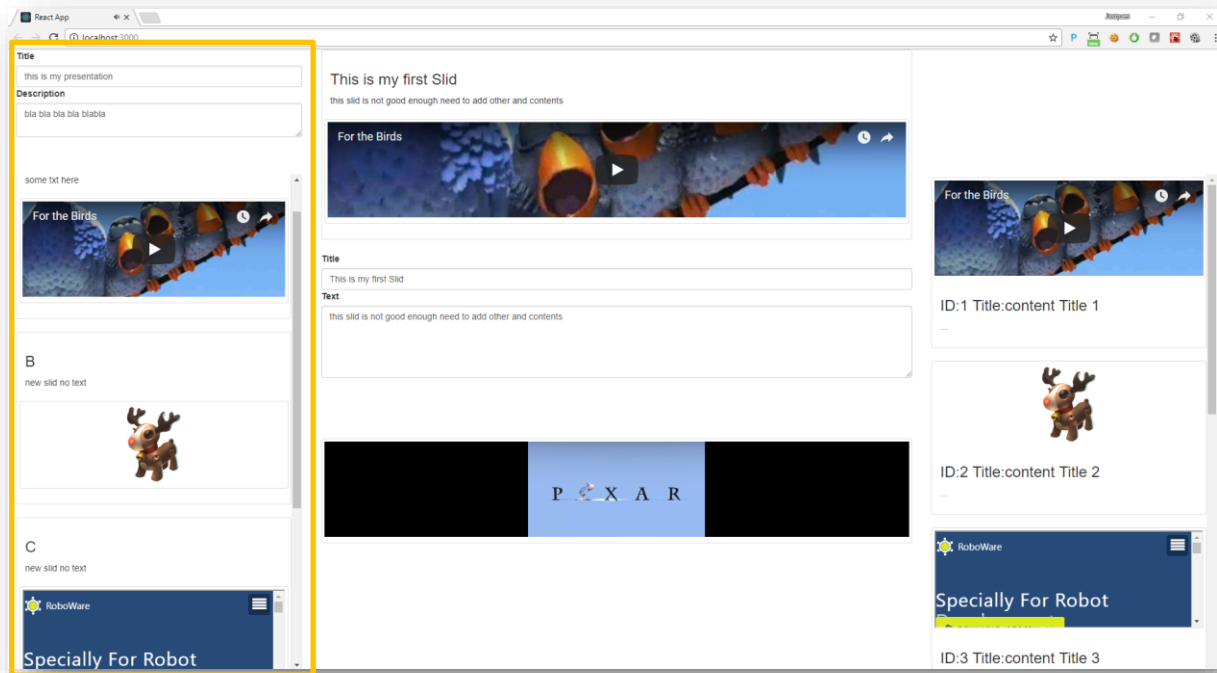 React App
Jacques
localhost:3000
Title
this is my presentation
Description
bla bla bla bla blabla
some txt here
For the Birds
B
new slid no text
C
new slid no text
RoboWare
Specially For Robot
This is my first Slid
this slid is not good enough need to add other and contents
For the Birds
Title
This is my first Slid
Text
this slid is not good enough need to add other and contents
P I X A R
For the Birds
ID:1 Title:content Title 1
...
ID:2 Title:content Title 2
...
RoboWare
Specially For Robot
ID:3 Title:content Title 3